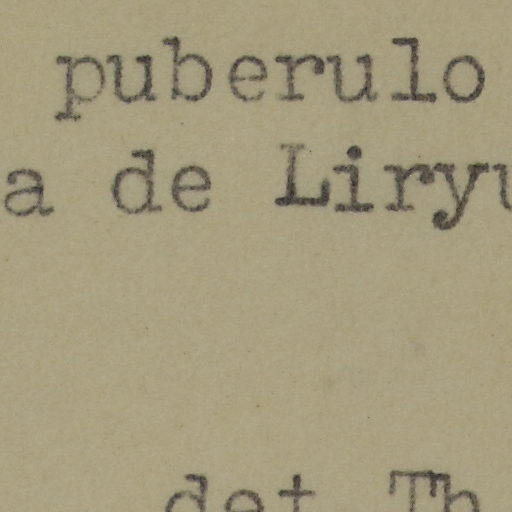 puberulo
a de Liryu
det Th